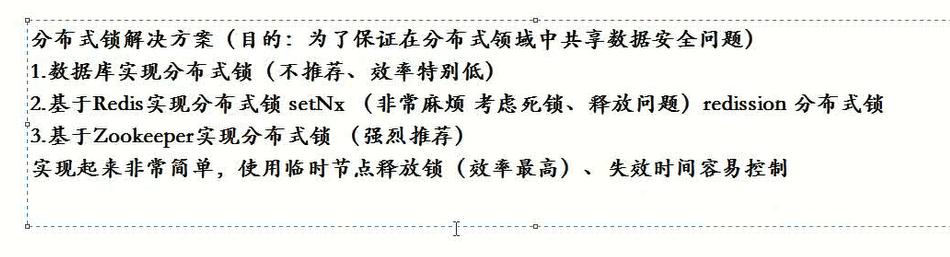 分布式锁解决方案（目的：为了保证在分布式领域中共享数据安全问题）
1.数据库实现分布式锁（不推荐、效率特别低）
2.基于Redis实现分布式锁 setNx （非常麻烦 考虑死锁、释放问题）redission 分布式锁
3.基于Zookeeper实现分布式锁 （强烈推荐）
实现起来非常简单，使用临时节点释放锁（效率最高）、 失效时间容易控制